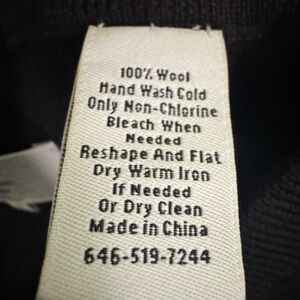 100% Wool
Hand Wash Cold
Only Non-Chlorine
Bleach When
Needed
Reshape And Flat
Dry Warm Iron
If Needed
Or Dry Clean
Made in China
646-519-7244